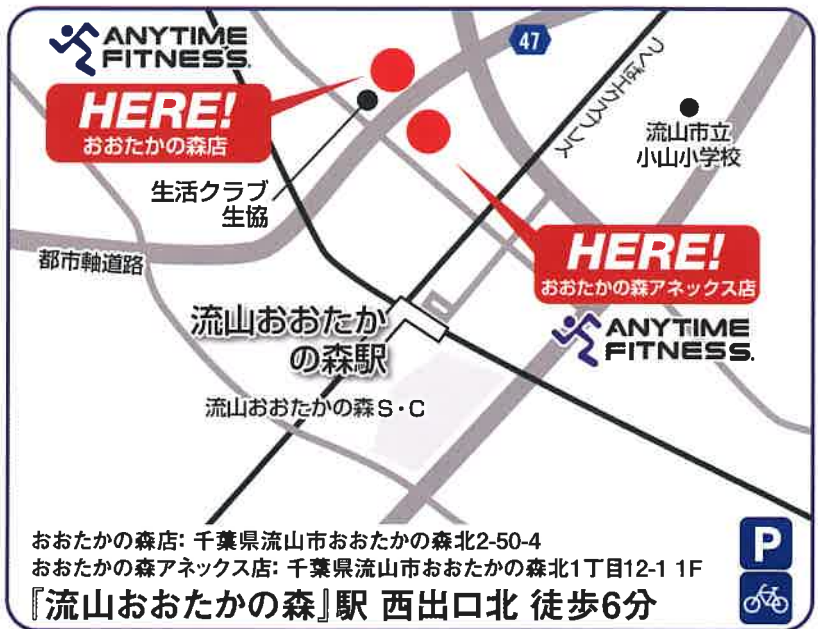 ANYTIME
FITNESS.
HERE!
おおたかの森店
生活クラブ
生協
都市軸道路
47
つくばエクスプレス
流山市立
小山小学校
HERE!
おおたかの森アネックス店
ANYTIME
FITNESS.
流山おおたか
の森駅
流山おおたかの森S・C
おおたかの森店: 千葉県流山市おおたかの森北2-50-4
おおたかの森アネックス店: 千葉県流山市おおたかの森北1丁目12-1 1F
『流山おおたかの森』駅 西出口北 徒歩6分
P